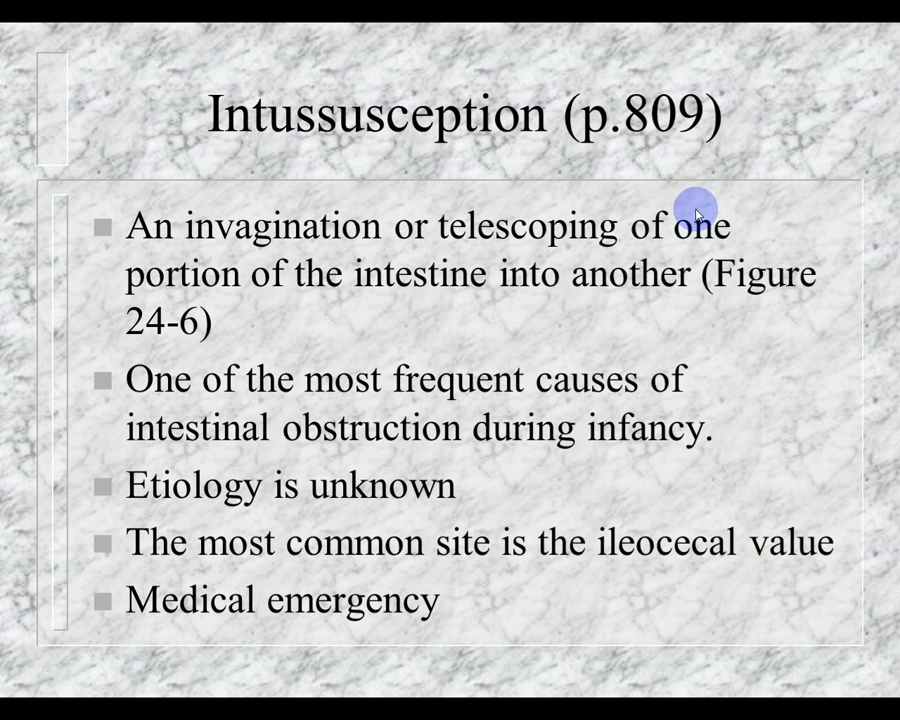 Intussusception (p.809)
An invagination or telescoping of one
portion of the intestine into another (Figure
24-6)
One of the most frequent causes of
intestinal obstruction during infancy.
Etiology is unknown
The most common site is the ileocecal value
Medical emergency